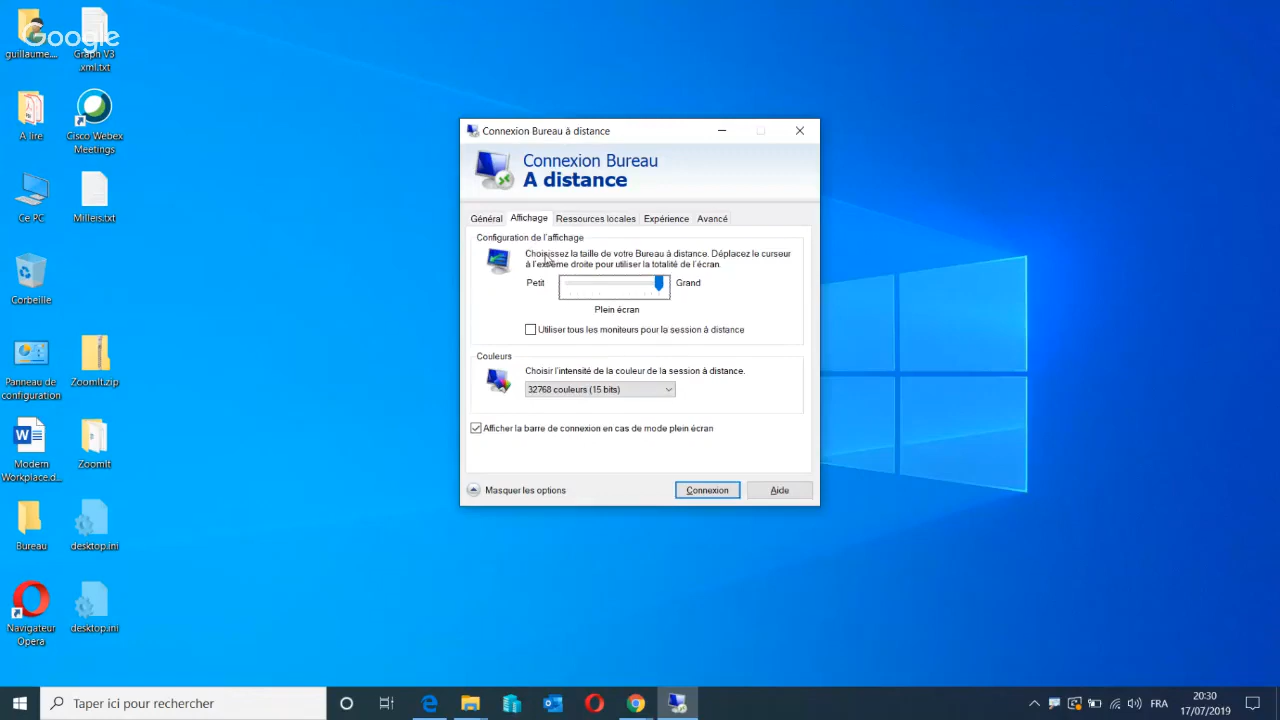 Google
guillaume....
Graph V3
.xml.txt
A lire
Cisco Webex
Meetings
Ce PC
Milleis.txt
Corbeille
Panneau de
configuration
ZoomIt.zip
Modern
Workplace.d...
ZoomIt
Bureau
desktop.ini
Navigateur
Opera
desktop.ini
Connexion Bureau à distance
Connexion Bureau
A distance
Général
Affichage
Ressources locales
Expérience
Avancé
Configuration de l'affichage
Choisissez la taille de votre Bureau à distance. Déplacez le curseur
à l'extrême droite pour utiliser la totalité de l'écran.
Petit
Grand
Plein écran
Utiliser tous les moniteurs pour la session à distance
Couleurs
Choisir l'intensité de la couleur de la session à distance.
32768 couleurs (15 bits)
Afficher la barre de connexion en cas de mode plein écran
Masquer les options
Connexion
Aide
Taper ici pour rechercher
FRA
20:30
17/07/2019